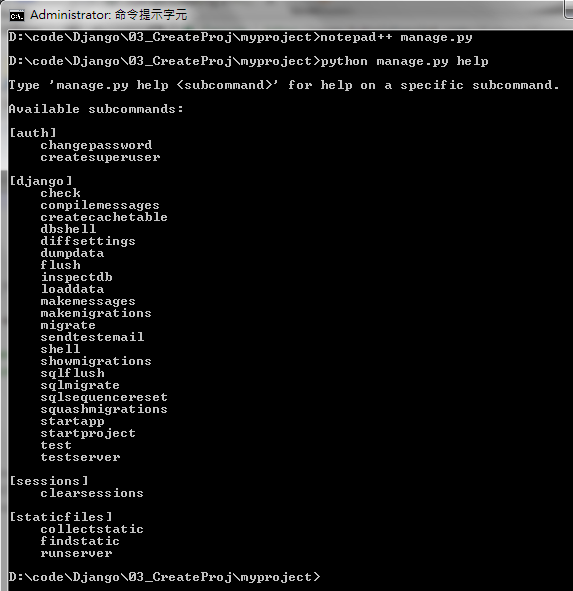 Administrator: 命令提示字元
D:\code\Django\03_CreateProj\myproject>notepad++ manage.py
D:\code\Django\03_CreateProj\myproject>python manage.py help
Type 'manage.py help <subcommand>' for help on a specific subcommand.
Available subcommands:
[auth]
    changepassword
    createsuperuser
[django]
    check
    compilemessages
    createcachetable
    dbshell
    diffsettings
    dumpdata
    flush
    inspectdb
    loaddata
    makemessages
    makemigrations
    migrate
    sendtestemail
    shell
    showmigrations
    sqlflush
    sqlmigrate
    sqlsequencereset
    squashmigrations
    startapp
    startproject
    test
    testserver
[sessions]
    clearsessions
[staticfiles]
    collectstatic
    findstatic
    runserver
D:\code\Django\03_CreateProj\myproject>